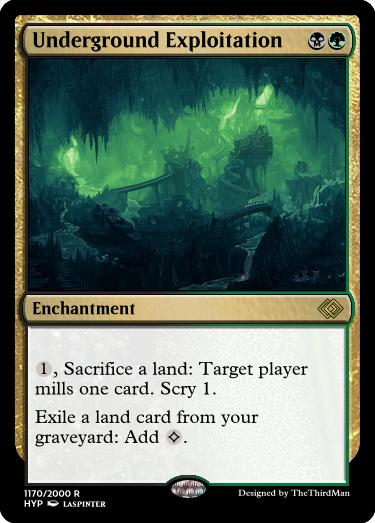 Underground Exploitation
Enchantment
1, Sacrifice a land: Target player
mills one card. Scry 1.
Exile a land card from your
graveyard: Add .
1170/2000 R
HYP LASPINTER
Designed by TheThirdMan